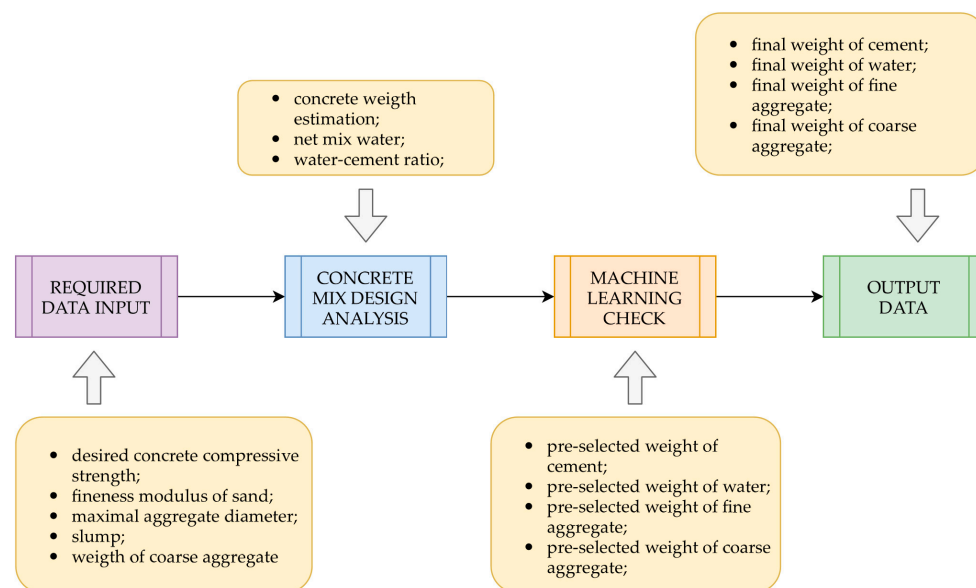 • final weight of cement;
• final weight of water;
• final weight of fine
aggregate;
• final weight of coarse
aggregate;
• concrete weigth
estimation;
• net mix water;
• water-cement ratio;
REQUIRED
DATA INPUT
CONCRETE
MIX DESIGN
ANALYSIS
MACHINE
LEARNING
CHECK
OUTPUT
DATA
• desired concrete compressive
strength;
• fineness modulus of sand;
• maximal aggregate diameter;
• slump;
• weigth of coarse aggregate
• pre-selected weight of
cement;
• pre-selected weight of water;
• pre-selected weight of fine
aggregate;
• pre-selected weight of coarse
aggregate;